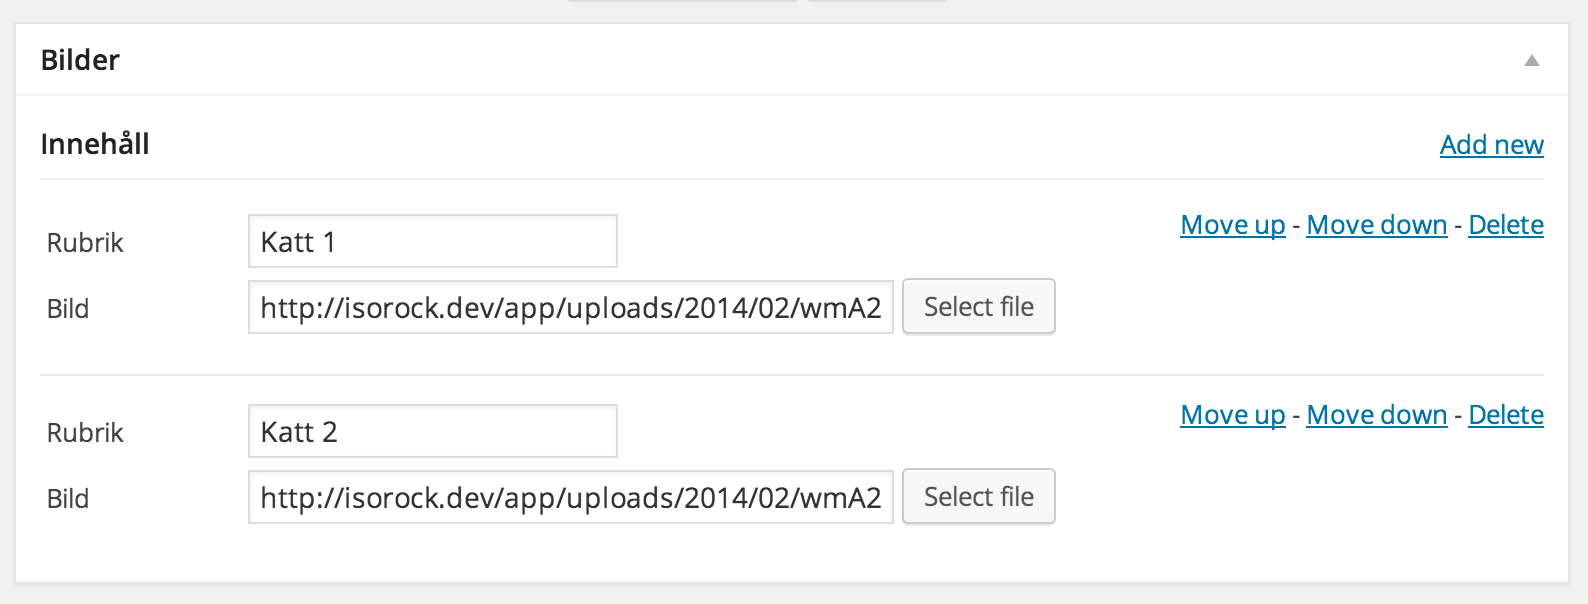 Bilder
Innehåll Add new
Rubrik Katt 1 Move up - Move down - Delete
Bild http://isorock.dev/app/uploads/2014/02/wmA2 Select file
Rubrik Katt 2 Move up - Move down - Delete
Bild http://isorock.dev/app/uploads/2014/02/wmA2 Select file